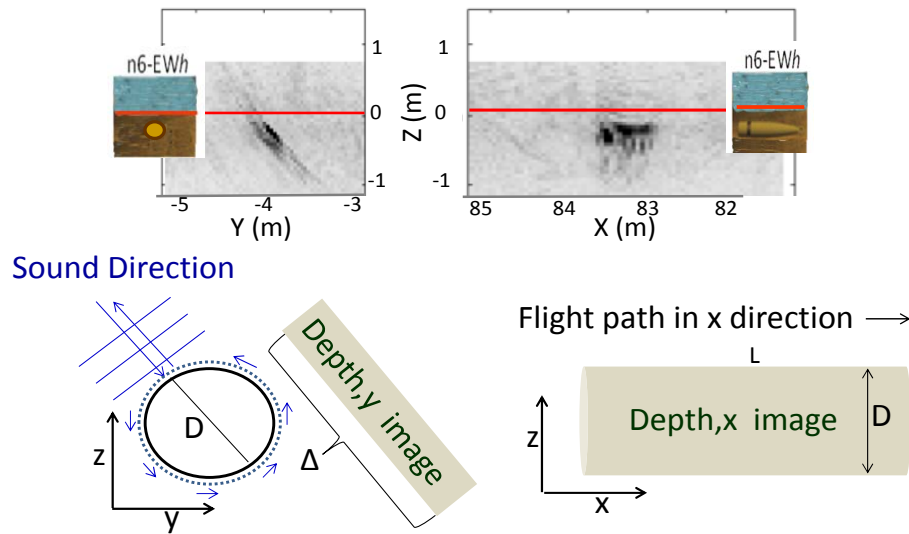 n6-EWh
1
0
-1
-5
-4
-3
Y (m)
Z (m)
1
0
-1
85
84
83
82
X (m)
n6-EWh
Sound Direction
D
z
y
Depth,y image
Δ
Flight path in x direction
L
Depth,x image
D
z
x